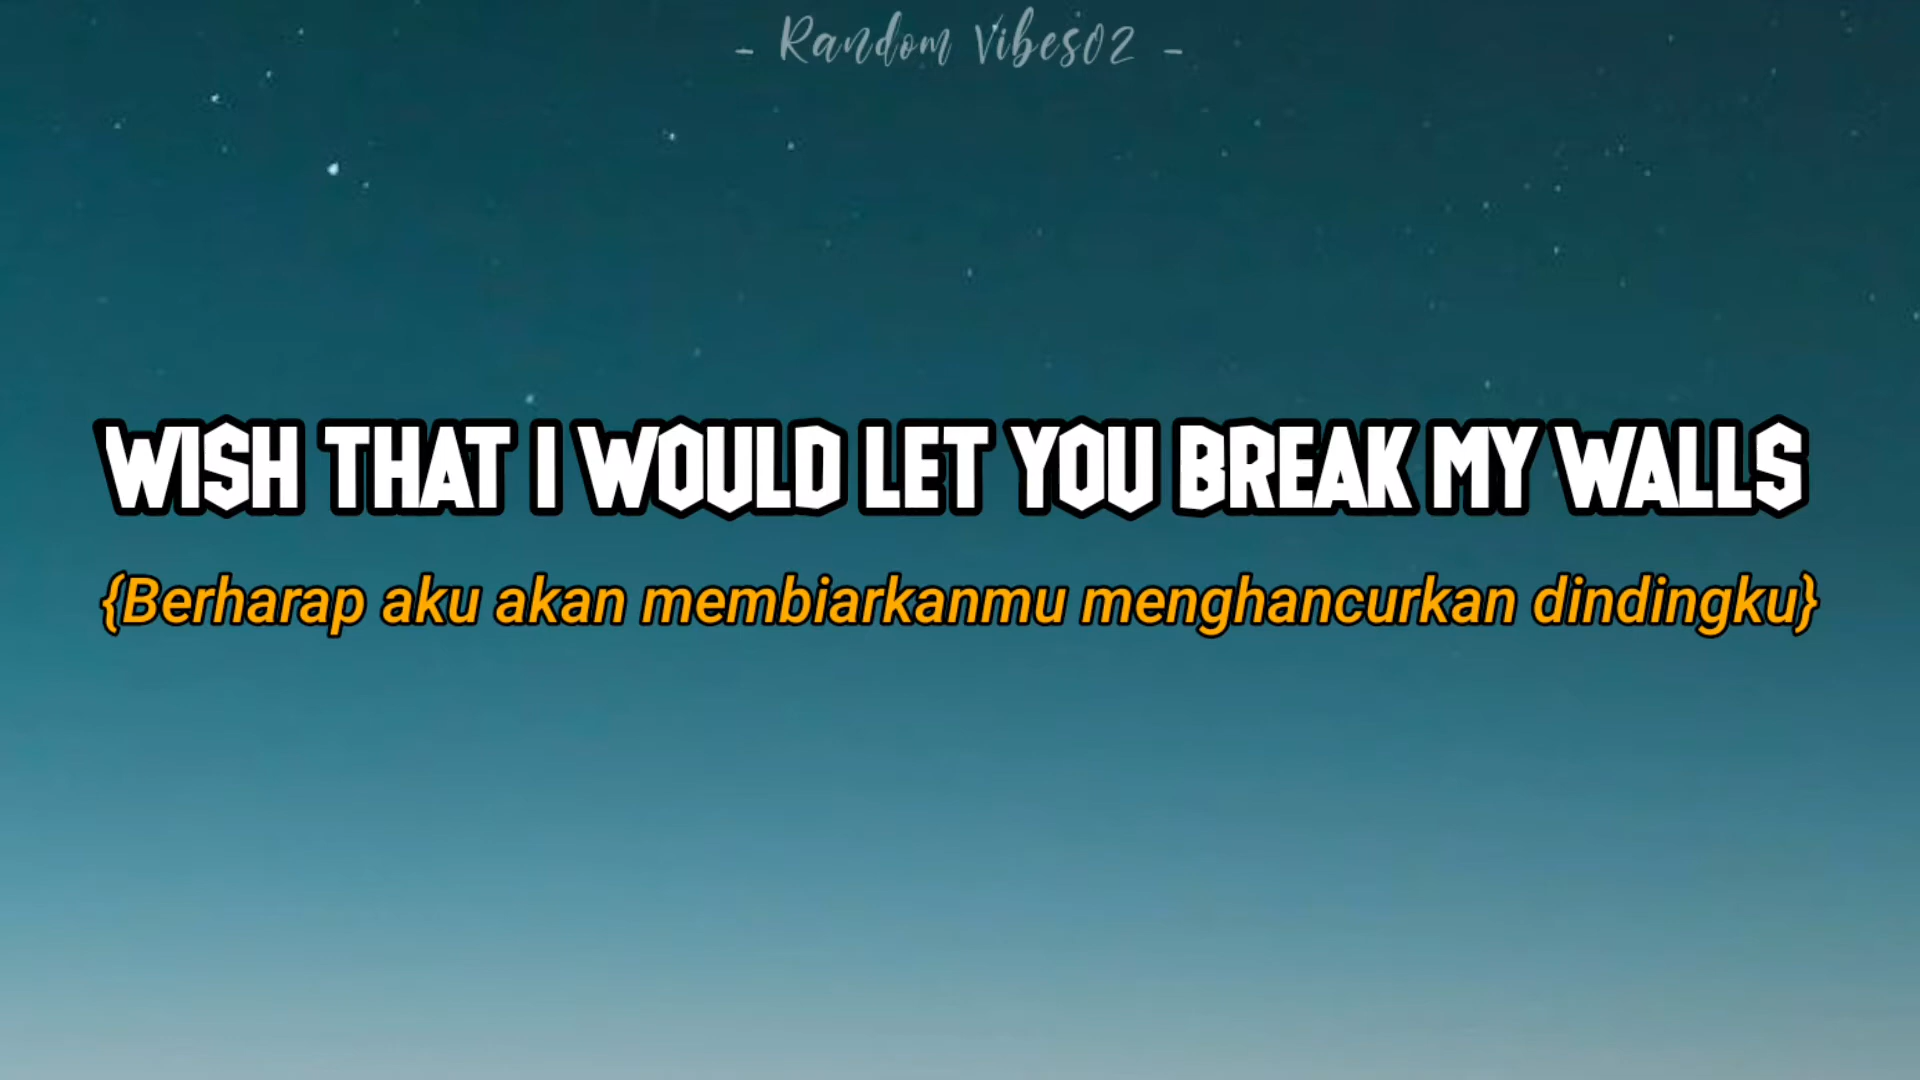 - Random Vibes02 -
WISH THAT I WOULD LET YOU BREAK MY WALLS
{Berharap aku akan membiarkanmu menghancurkan dindingku}